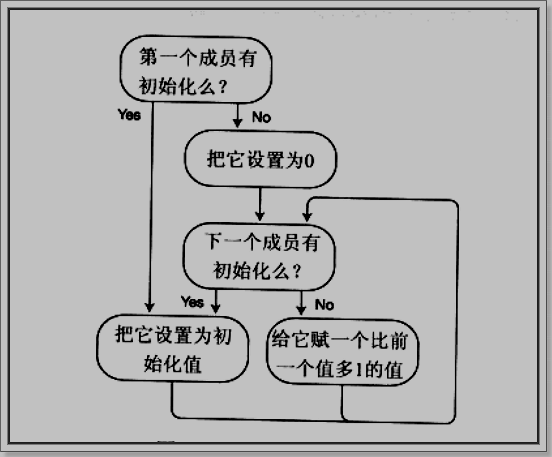 第一个成员有
初始化么?
Yes
No
把它设置为0
下一个成员有
初始化么?
Yes
No
把它设置为初
始化值
给它赋一个比前
一个值多1的值